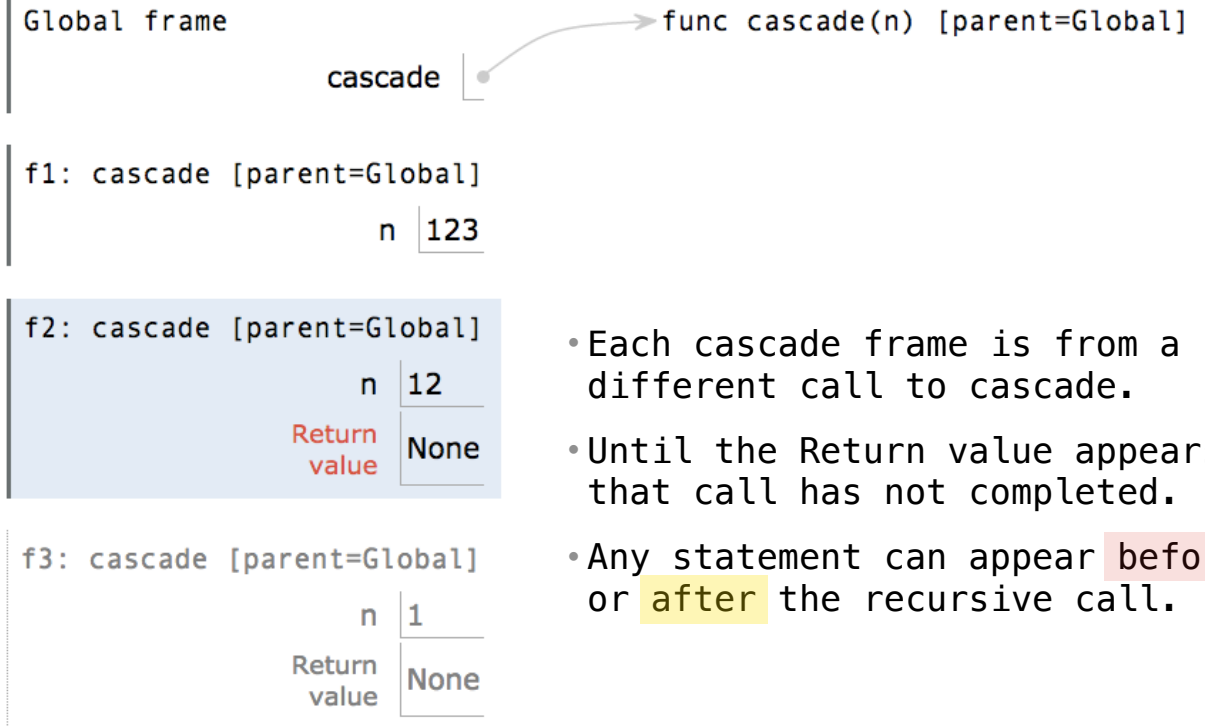 Global frame
func cascade(n) [parent=Global]
cascade
f1: cascade [parent=Global]
n 123
f2: cascade [parent=Global]
n 12
Return
value None
f3: cascade [parent=Global]
n 1
Return
value None
•Each cascade frame is from a
different call to cascade.
•Until the Return value appear
that call has not completed.
•Any statement can appear befo
or after the recursive call.